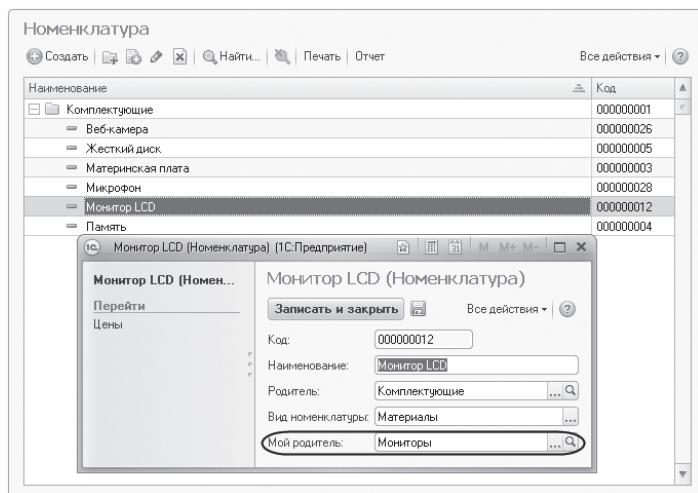 Номенклатура
Создать Найти... Печать Отчет Все действия ?
Наименование Код
Комплектующие 000000001
Веб-камера 000000026
Жесткий диск 000000005
Материнская плата 000000003
Микрофон 000000028
Монитор LCD 000000012
Память 000000004
1С Монитор LCD (Номенклатура) (1С:Предприятие) 31 M M+ M-
Монитор LCD (Номен...
Перейти
Цены
Монитор LCD (Номенклатура)
Записать и закрыть Все действия ?
Код: 000000012
Наименование: Монитор LCD
Родитель: Комплектующие ...
Вид номенклатуры: Материалы ...
Мой родитель: Мониторы ...